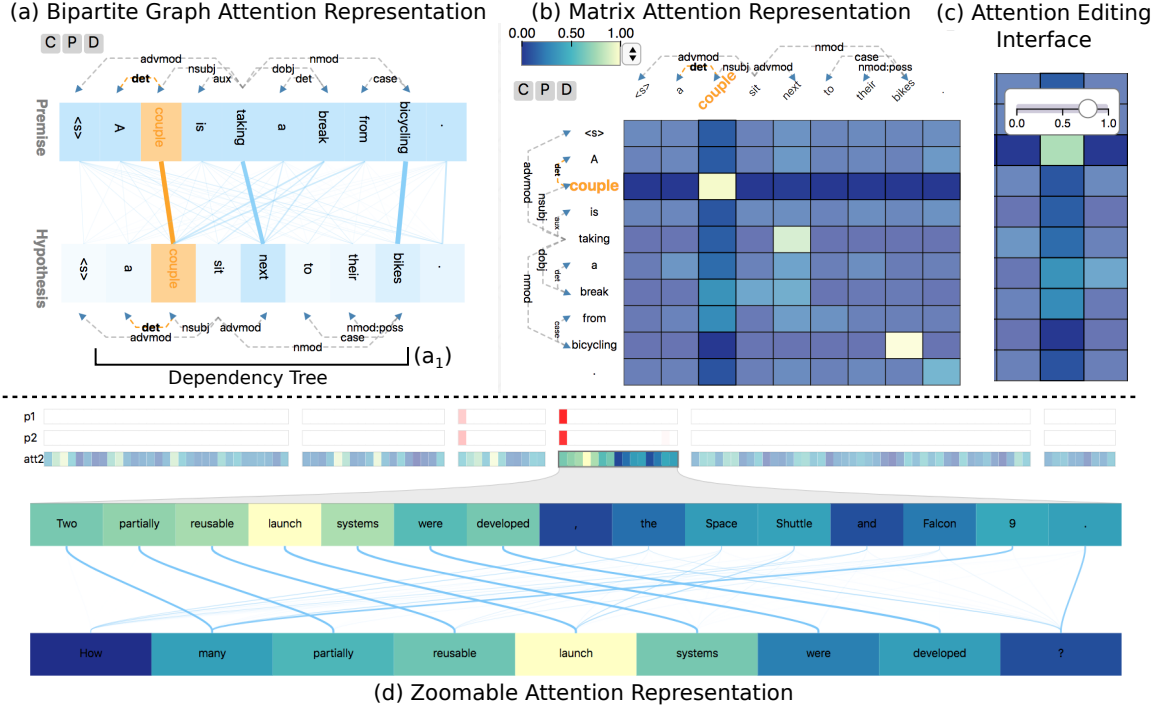 (a) Bipartite Graph Attention Representation
C P D
advmod nmod
nsubj dobj
det aux det case
Premise
<s> A couple is taking a break from bicycling .
Hypothesis
<s> a couple sit next to their bikes .
det nsubj advmod nmod:poss
advmod case
nmod
(a1)
Dependency Tree
(b) Matrix Attention Representation
0.00 0.50 1.00
C P D
nmod
advmod case
det nsubj advmod nmod:poss
<s> a couple sit next to their bikes .
<s>
A
couple
is
taking
a
break
from
bicycling
.
advmod
det
nsubj
aux
dobj
det
nmod
case
(c) Attention Editing
Interface
0.0 1.0
p1
p2
att2
Two partially reusable launch systems were developed , the Space Shuttle and Falcon 9 .
How many partially reusable launch systems were developed ?
(d) Zoomable Attention Representation